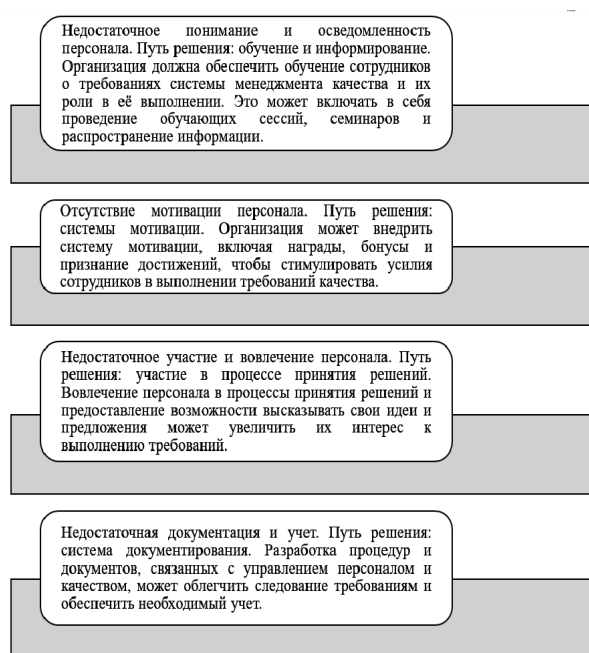 Недостаточное понимание и осведомленность
персонала. Путь решения: обучение и информирование.
Организация должна обеспечить обучение сотрудников
о требованиях системы менеджмента качества и их
роли в её выполнении. Это может включать в себя
проведение обучающих сессий, семинаров и
распространение информации.
Отсутствие мотивации персонала. Путь решения:
системы мотивации. Организация может внедрить
систему мотивации, включая награды, бонусы и
признание достижений, чтобы стимулировать усилия
сотрудников в выполнении требований качества.
Недостаточное участие и вовлечение персонала. Путь
решения: участие в процессе принятия решений.
Вовлечение персонала в процессы принятия решений и
предоставление возможности высказывать свои идеи и
предложения может увеличить их интерес к
выполнению требований.
Недостаточная документация и учет. Путь решения:
система документирования. Разработка процедур и
документов, связанных с управлением персоналом и
качеством, может облегчить следование требованиям и
обеспечить необходимый учет.